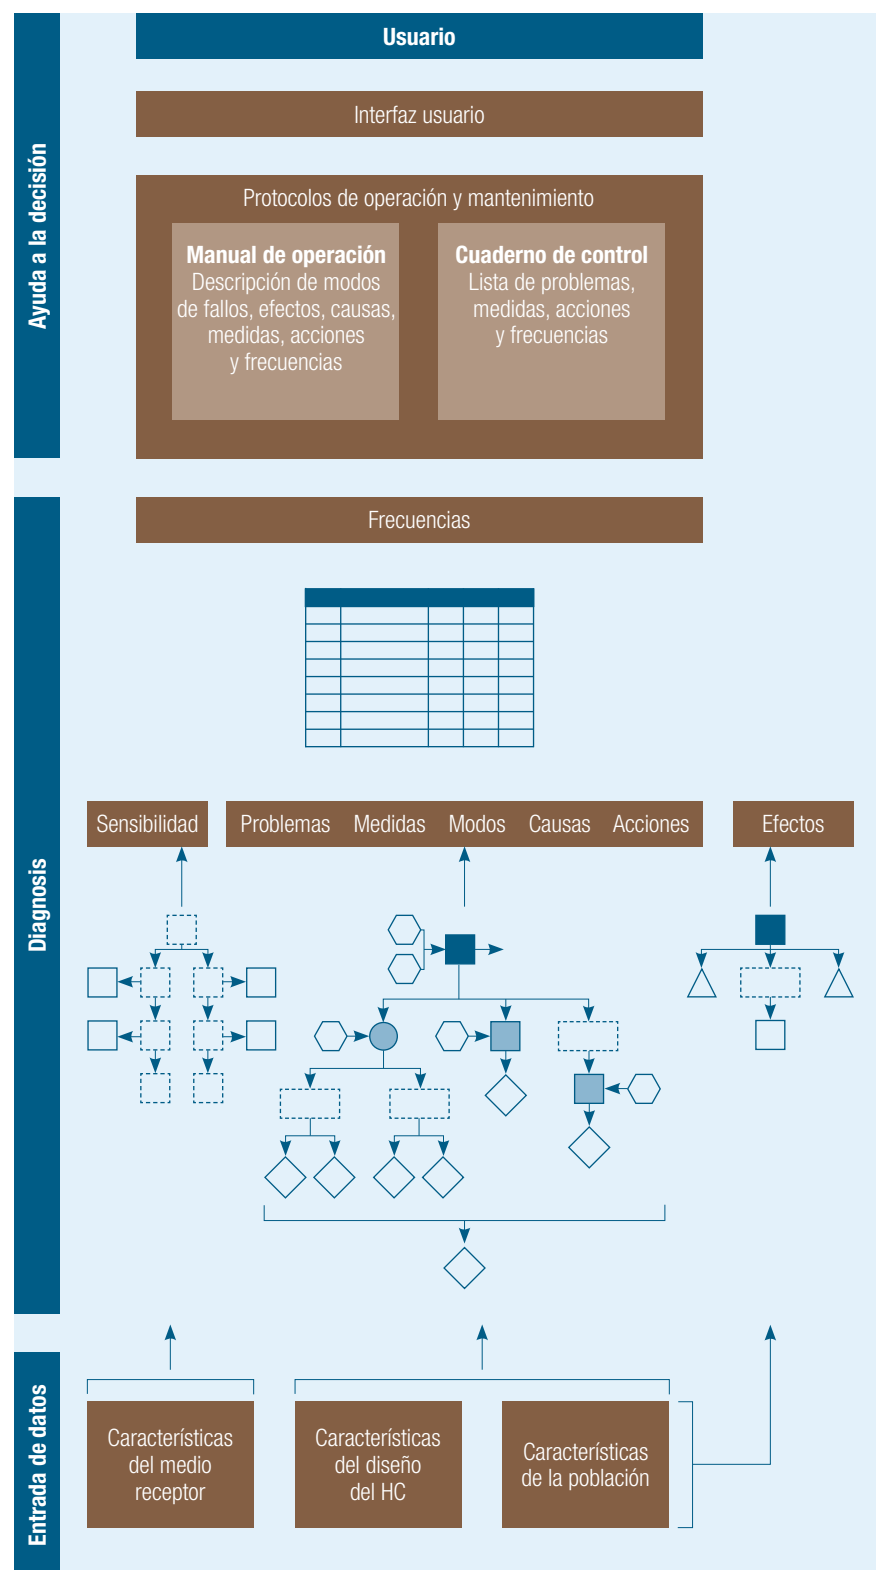 Ayuda a la decisión
Usuario
Interfaz usuario
Protocolos de operación y mantenimiento
Manual de operación
Descripción de modos
de fallos, efectos, causas,
medidas, acciones
y frecuencias
Cuaderno de control
Lista de problemas,
medidas, acciones
y frecuencias
Diagnosis
Frecuencias
Sensibilidad
Problemas Medidas Modos Causas Acciones
Efectos
Entrada de datos
Características
del medio
receptor
Características
del diseño
del HC
Características
de la población